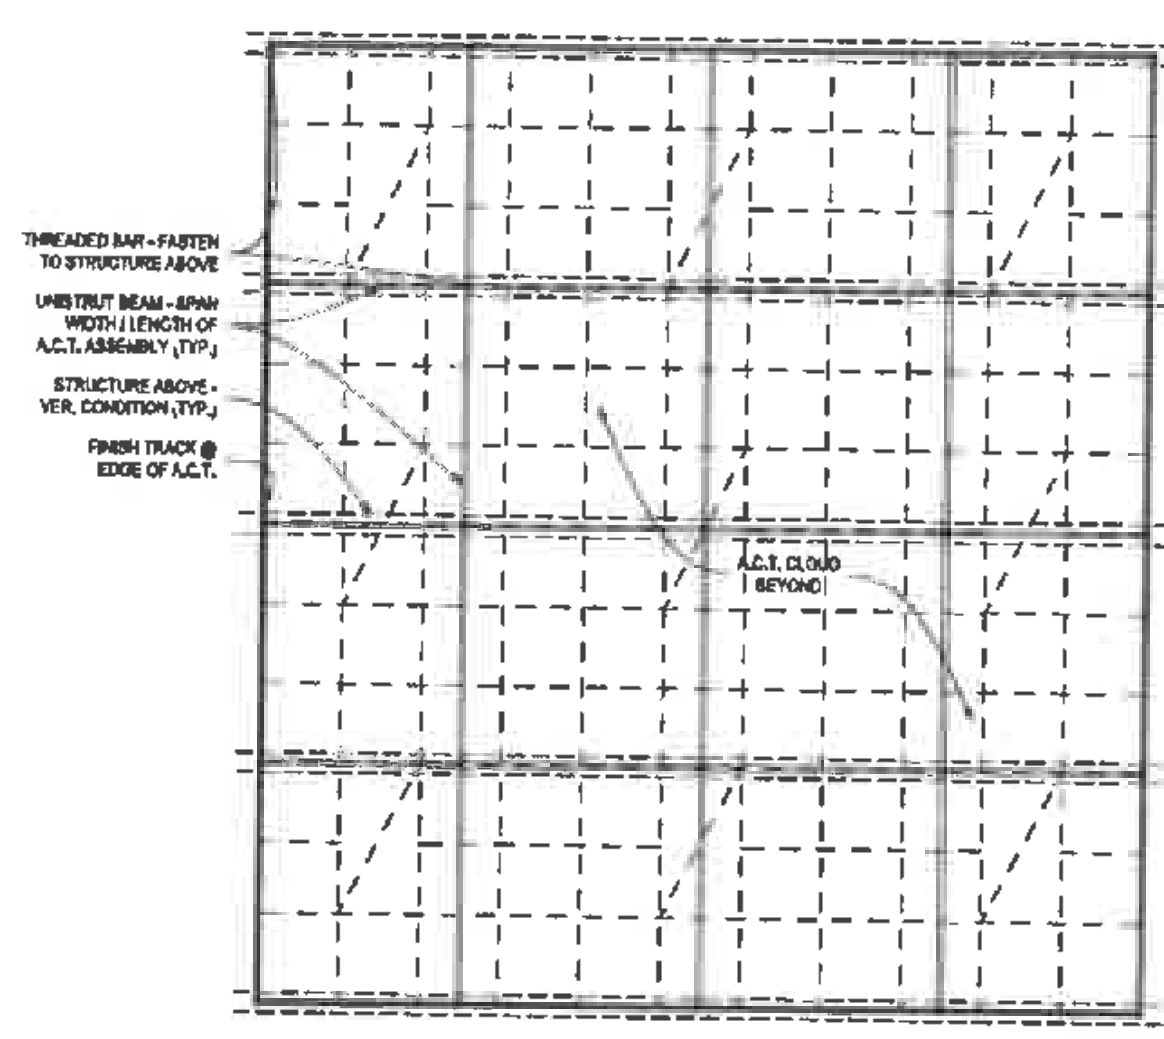 THREADED BAR - FASTEN
TO STRUCTURE ABOVE
UNISTRUT BEAM - SPAN
WIDTH / LENGTH OF
A.C.T. ASSEMBLY (TYP.)
STRUCTURE ABOVE -
VER. CONDITION (TYP.)
FINISH TRACK @
EDGE OF A.C.T.
A.C.T. CLOUD
BEYOND